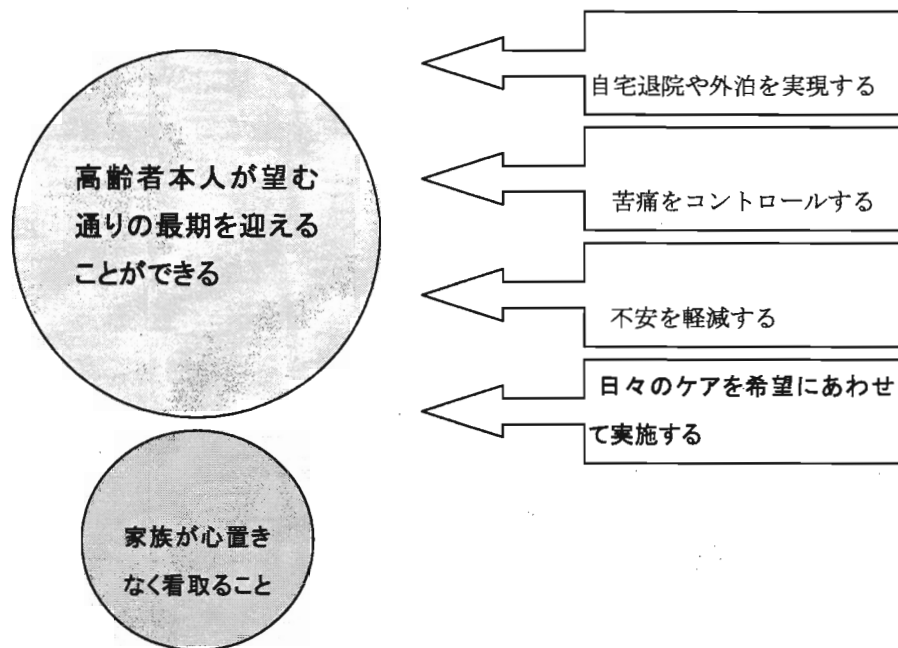 高齢者本人が望む
通りの最期を迎える
ことができる
家族が心置き
なく看取ること
自宅退院や外泊を実現する
苦痛をコントロールする
不安を軽減する
日々のケアを希望にあわせ
て実施する